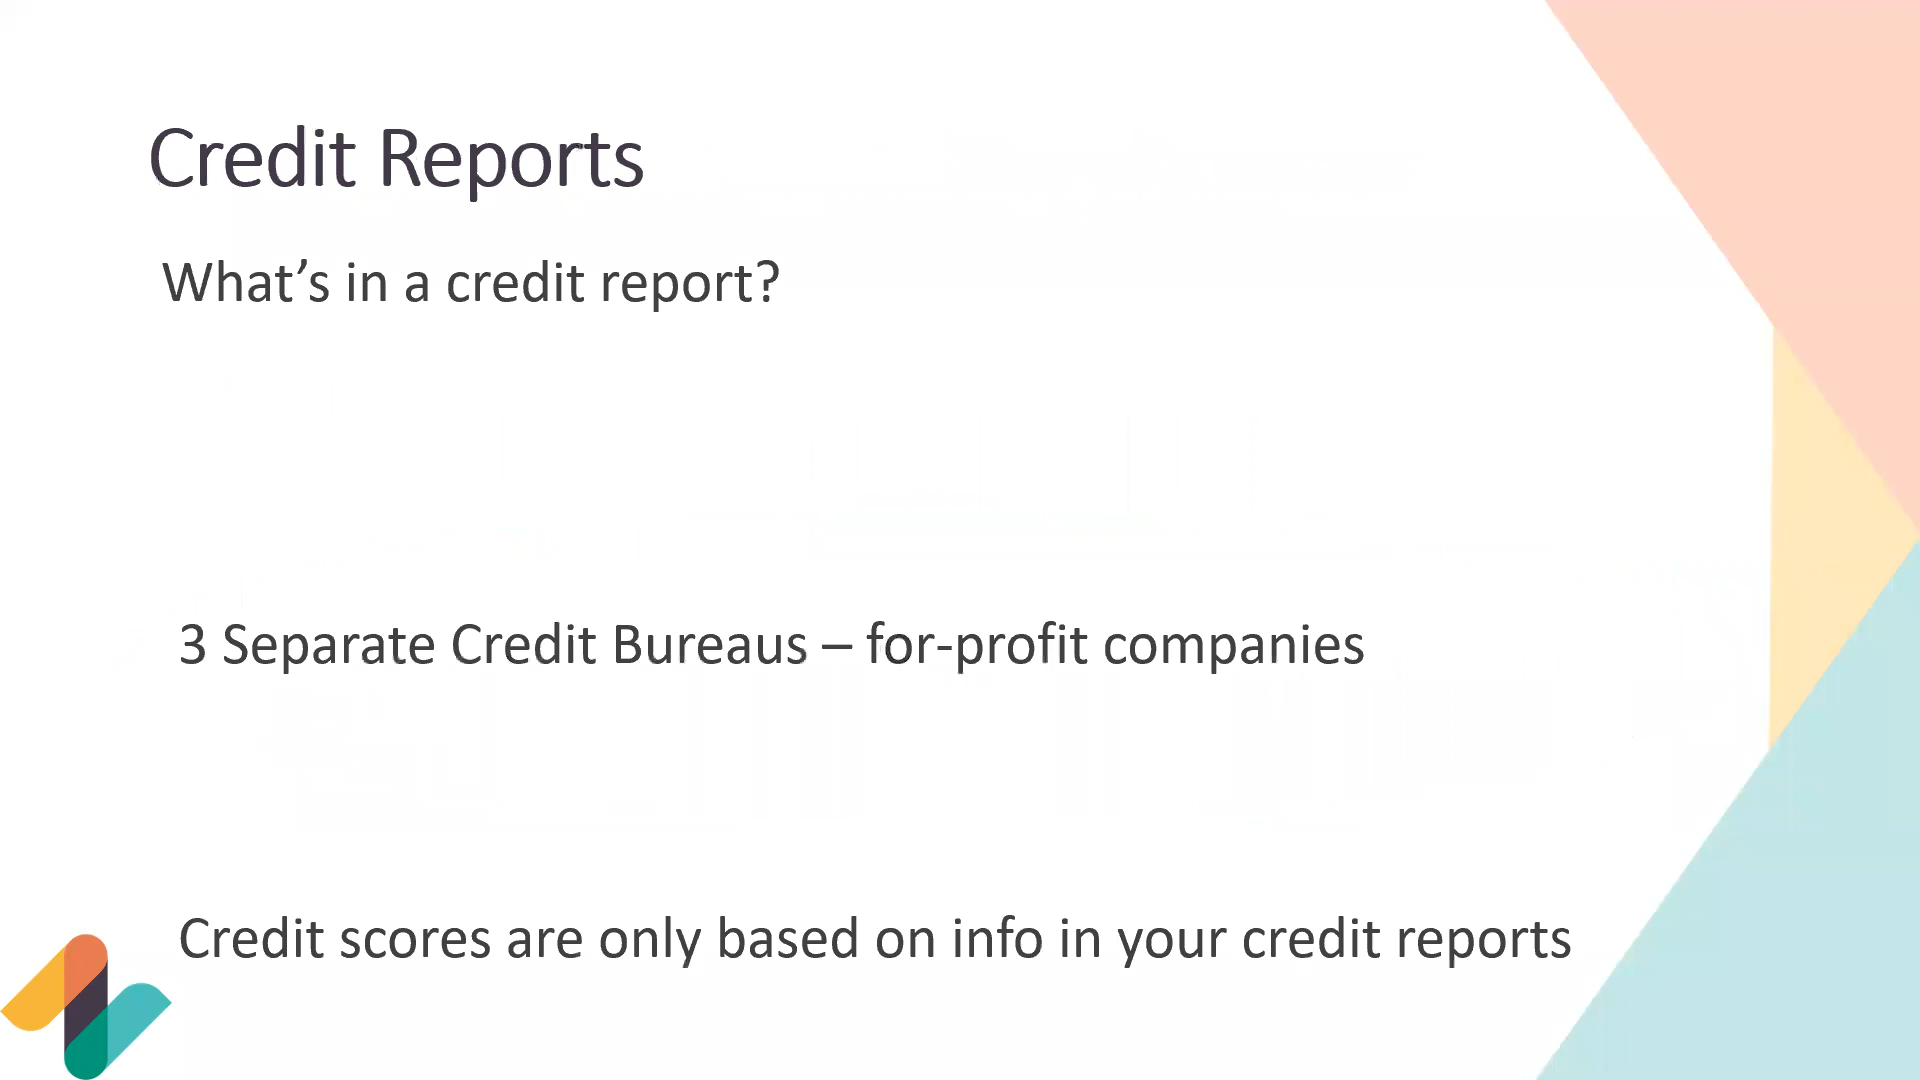 Credit Reports
What’s in a credit report?
3 Separate Credit Bureaus – for-profit companies
Credit scores are only based on info in your credit reports